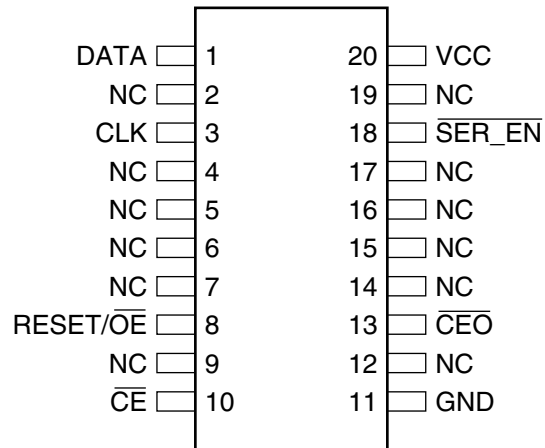 DATA 1 20 VCC
NC 2 19 NC
CLK 3 18 SER_EN
NC 4 17 NC
NC 5 16 NC
NC 6 15 NC
NC 7 14 NC
RESET/OE 8 13 CEO
NC 9 12 NC
CE 10 11 GND